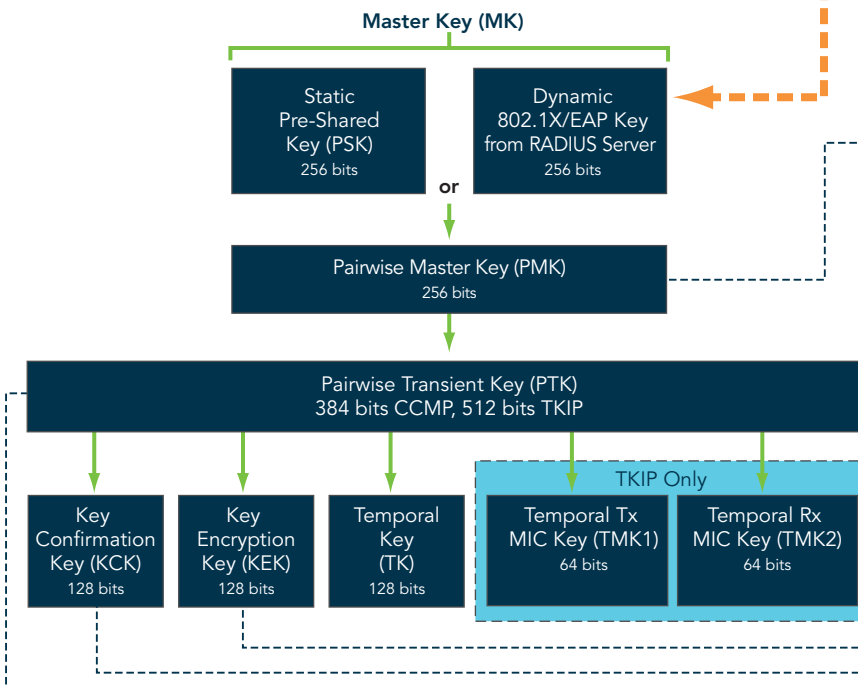 Master Key (MK)
Static
Pre-Shared
Key (PSK)
256 bits
or
Dynamic
802.1X/EAP Key
from RADIUS Server
256 bits
Pairwise Master Key (PMK)
256 bits
Pairwise Transient Key (PTK)
384 bits CCMP, 512 bits TKIP
Key
Confirmation
Key (KCK)
128 bits
Key
Encryption
Key (KEK)
128 bits
Temporal
Key
(TK)
128 bits
TKIP Only
Temporal Tx
MIC Key (TMK1)
64 bits
Temporal Rx
MIC Key (TMK2)
64 bits